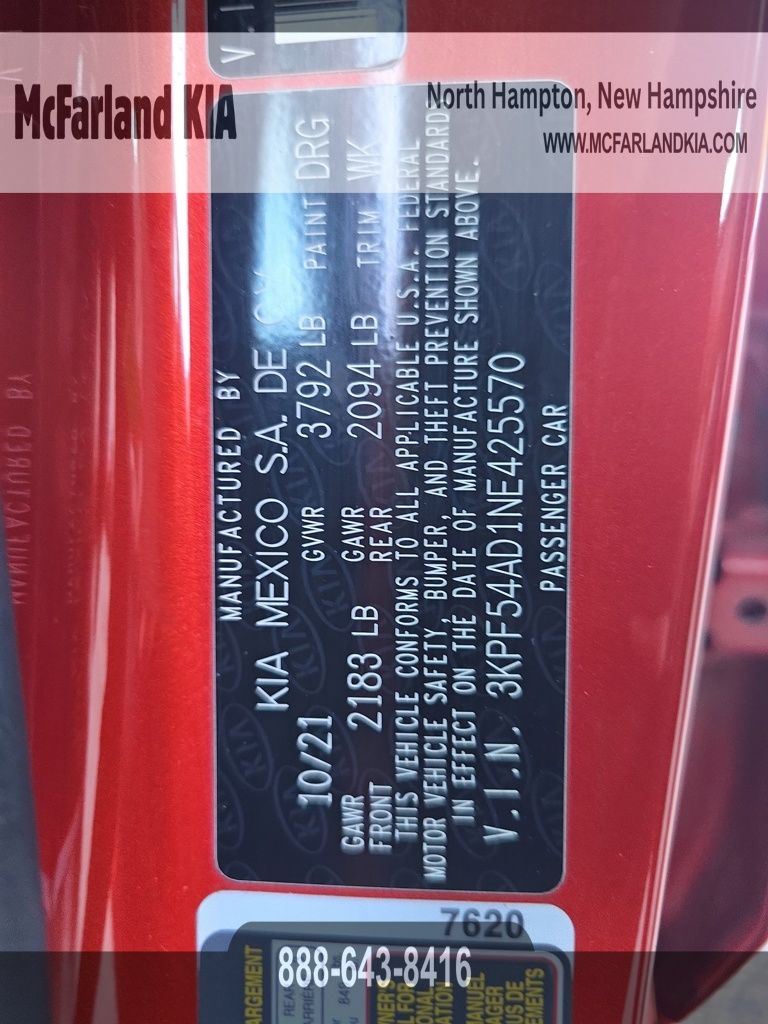 McFarland KIA
North Hampton, New Hampshire
WWW.MCFARLANDKIA.COM
V.I
MANUFACTURED BY
KIA MEXICO S.A. DE
10/21 GVWR 3792 LB PAINT DRG
GAWR FRONT 2183 LB GAWR REAR 2094 LB TRIM WK
THIS VEHICLE CONFORMS TO ALL APPLICABLE U.S.A. FEDERAL
MOTOR VEHICLE SAFETY, BUMPER, AND THEFT PREVENTION STANDARD
IN EFFECT ON THE DATE OF MANUFACTURE SHOWN ABOVE.
V.I.N. 3KPF54AD1NE425570
PASSENGER CAR
7620
888-643-8416